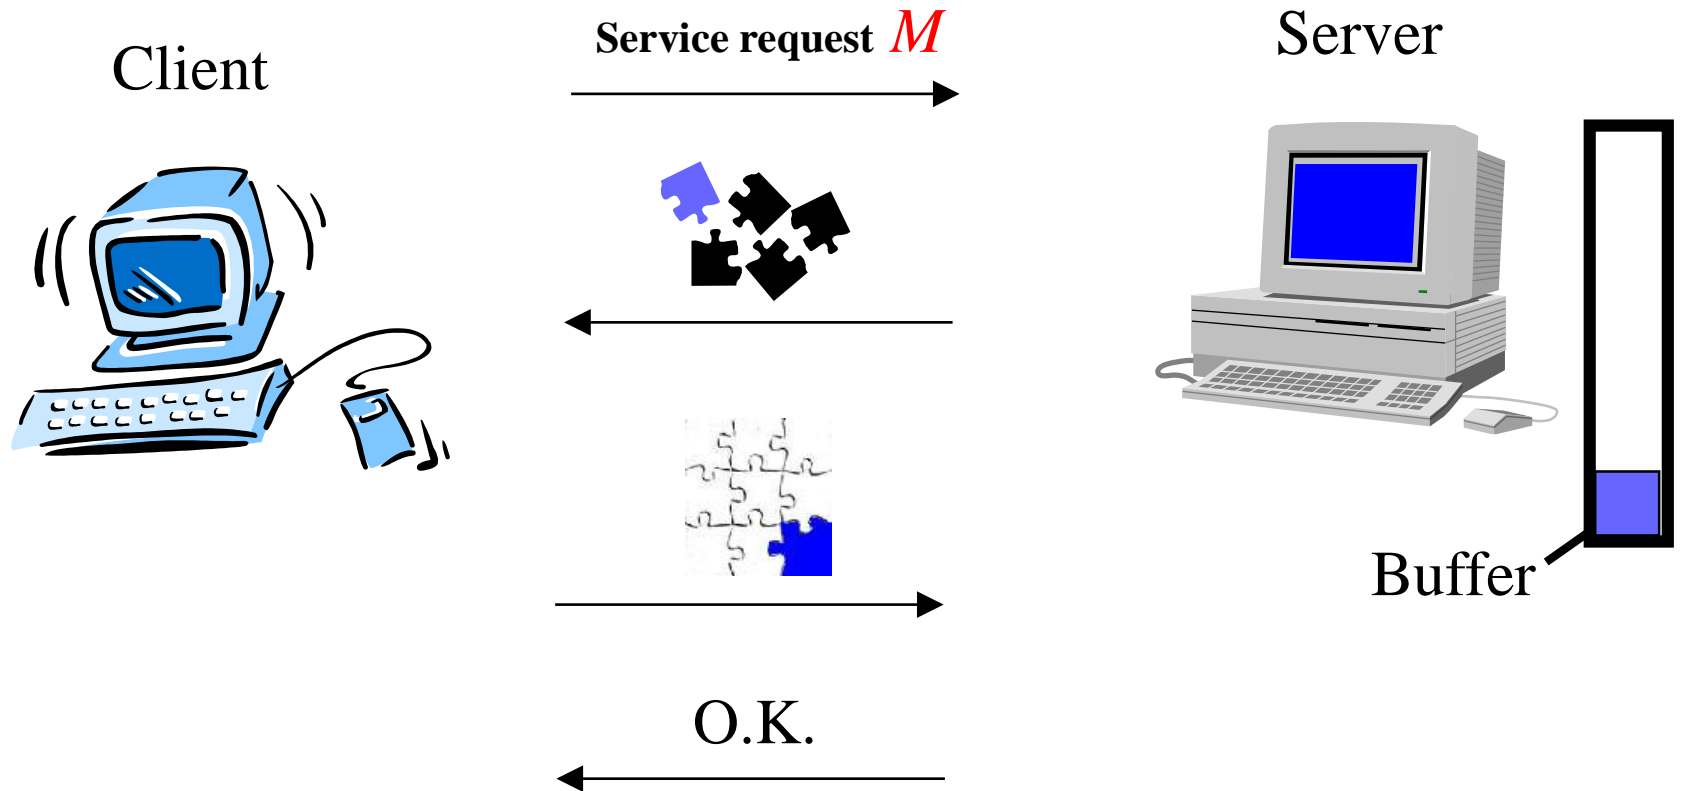 Client
Service request M
Server
Buffer
O.K.